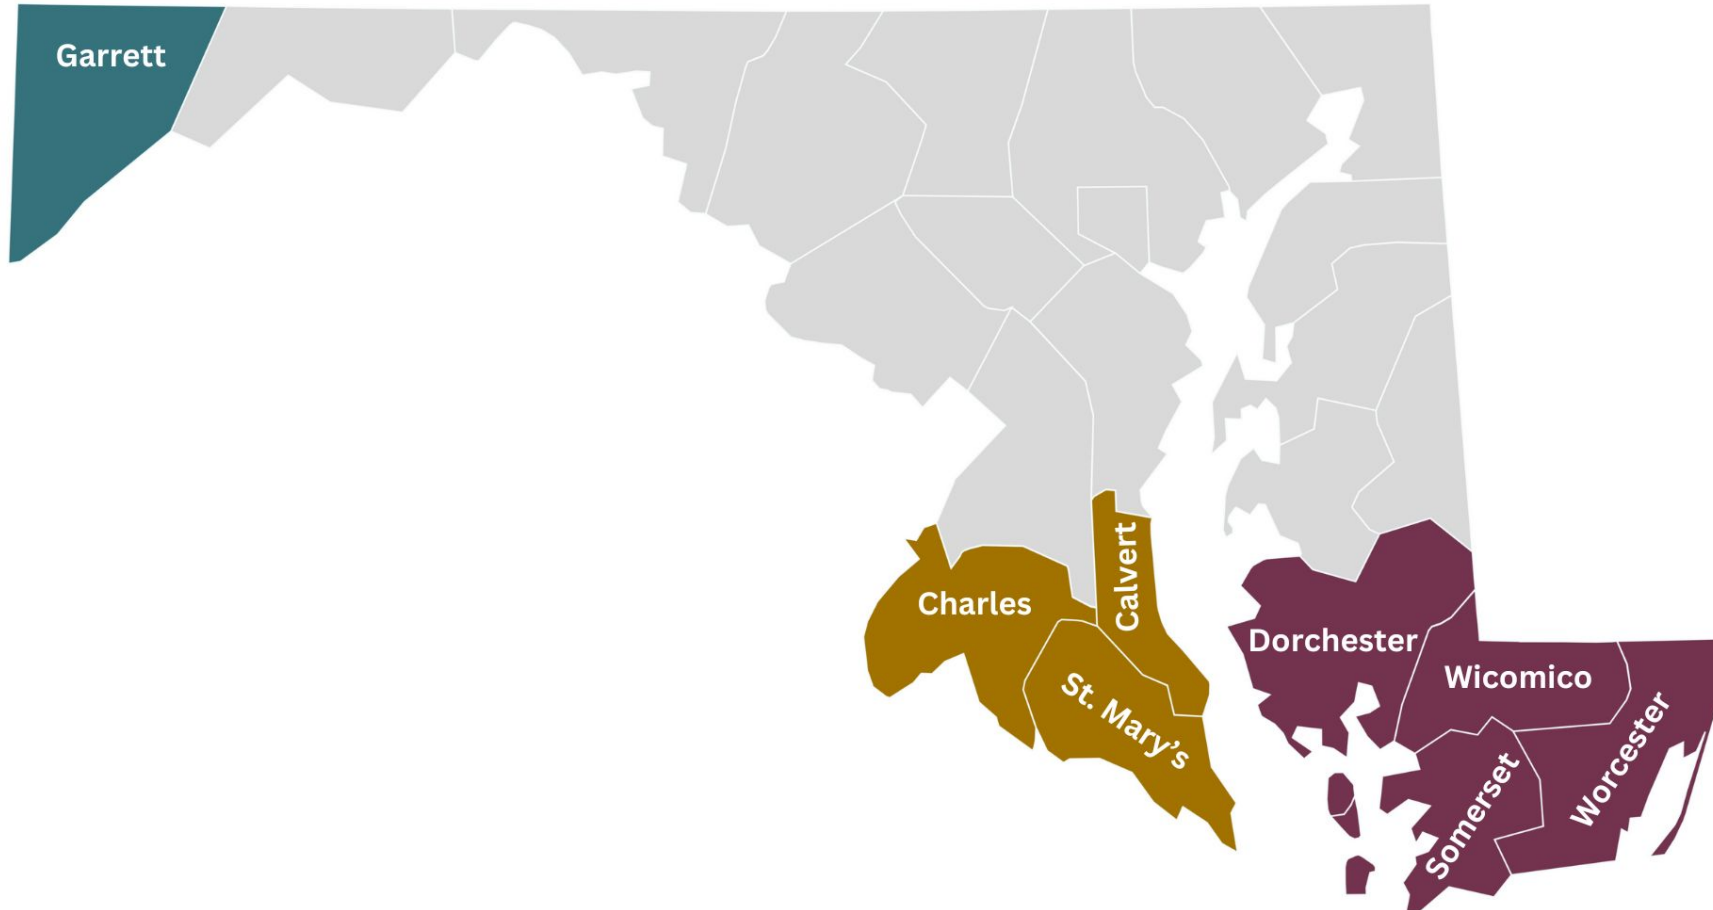 Garrett
Charles
Calvert
St. Mary's
Dorchester
Wicomico
Somerset
Worcester